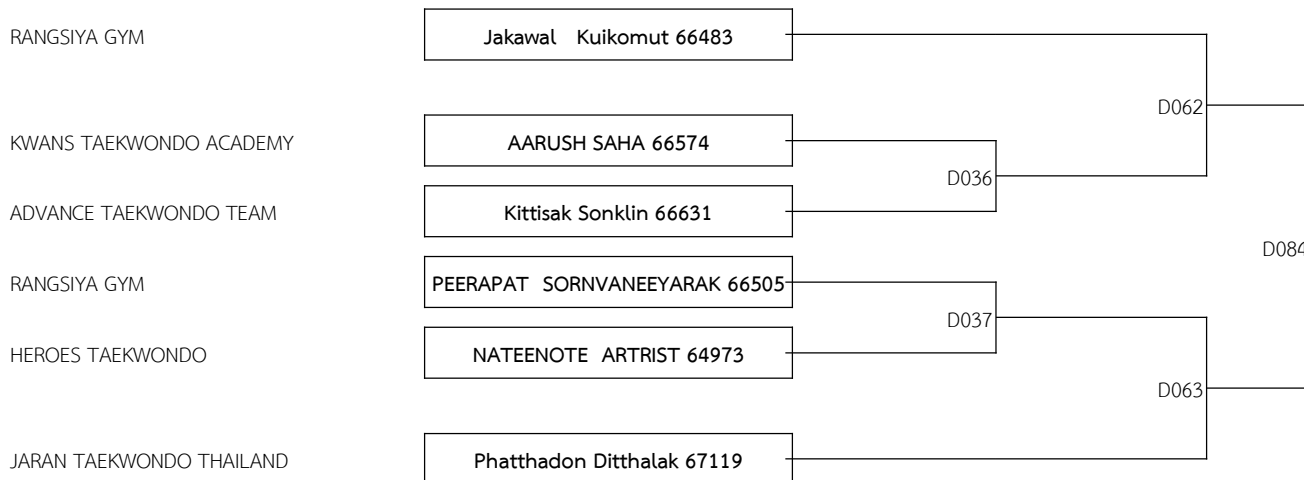 RANGSIYA GYM Jakawal Kuikomut 66483
D062
KWANS TAEKWONDO ACADEMY AARUSH SAHA 66574
D036
ADVANCE TAEKWONDO TEAM Kittisak Sonklin 66631
D084
RANGSIYA GYM PEERAPAT SORNVANEEYARAK 66505
D037
HEROES TAEKWONDO NATEENOTE ARTRIST 64973
D063
JARAN TAEKWONDO THAILAND Phatthadon Ditthalak 67119